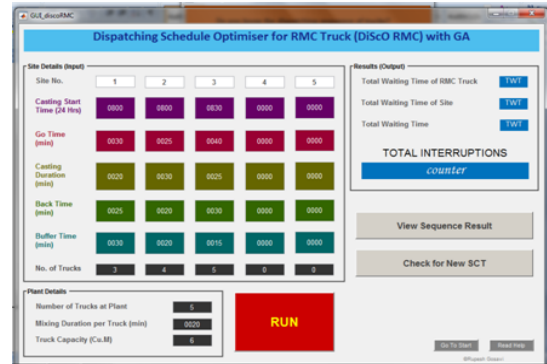 GUI_discoRMC
Dispatching Schedule Optimiser for RMC Truck (DiScO RMC) with GA
Site Details (Input)
Site No. 1 2 3 4 5
Casting Start
Time (24 Hrs) 0800 0800 0830 0000 0000
Go Time
(min) 0030 0025 0040 0000 0000
Casting
Duration
(min) 0020 0030 0025 0000 0000
Back Time
(min) 0025 0020 0030 0000 0000
Buffer Time
(min) 0030 0020 0015 0000 0000
No. of Trucks 3 4 5 0 0
Plant Details
Number of Trucks at Plant 5
Mixing Duration per Truck (min) 0020
Truck Capacity (Cu.M) 6
RUN
Results (Output)
Total Waiting Time of RMC Truck TWT
Total Waiting Time of Site TWT
Total Waiting Time TWT
TOTAL INTERRUPTIONS
counter
View Sequence Result
Check for New SCT
Go To Start Read Help